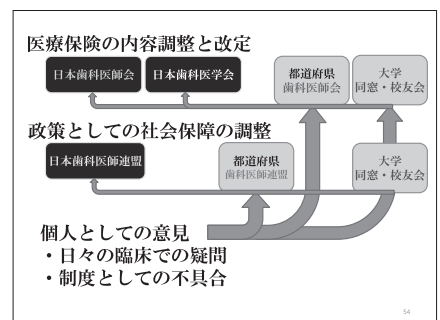 医療保険の内容調整と改定
日本歯科医師会
日本歯科医学会
都道府県
歯科医師会
大学
同窓・校友会
政策としての社会保障の調整
日本歯科医師連盟
都道府県
歯科医師連盟
大学
同窓・校友会
個人としての意見
・日々の臨床での疑問
・制度としての不具合
54